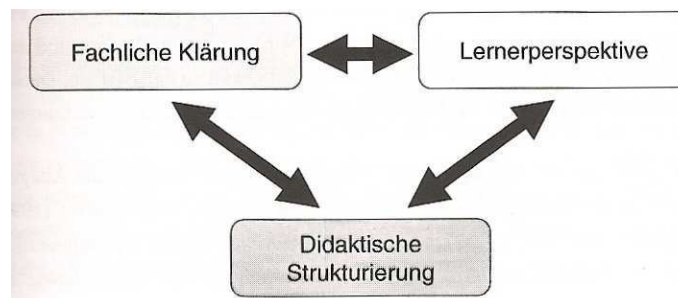 Fachliche Klärung
Lernerperspektive
Didaktische
Strukturierung